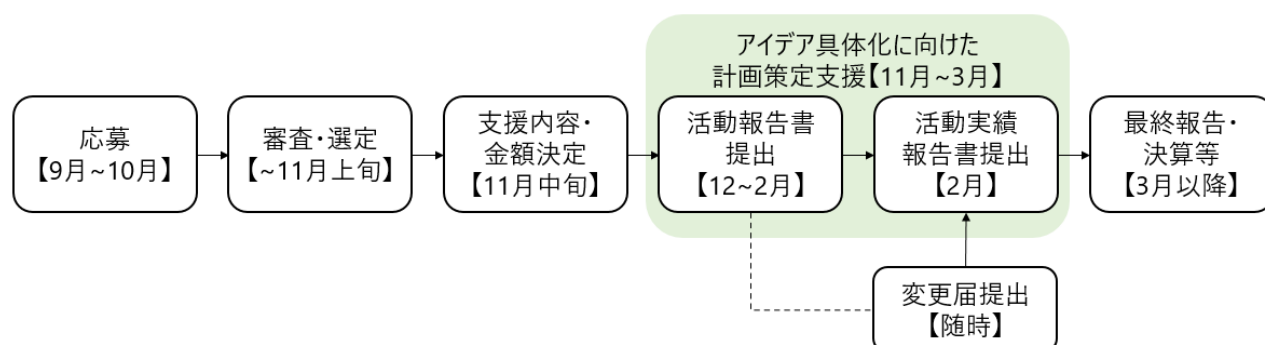 アイデア具体化に向けた
計画策定支援【11月~3月】
応募
【9月~10月】
審査・選定
【~11月上旬】
支援内容・
金額決定
【11月中旬】
活動報告書
提出
【12~2月】
活動実績
報告書提出
【2月】
最終報告・
決算等
【3月以降】
変更届提出
【随時】